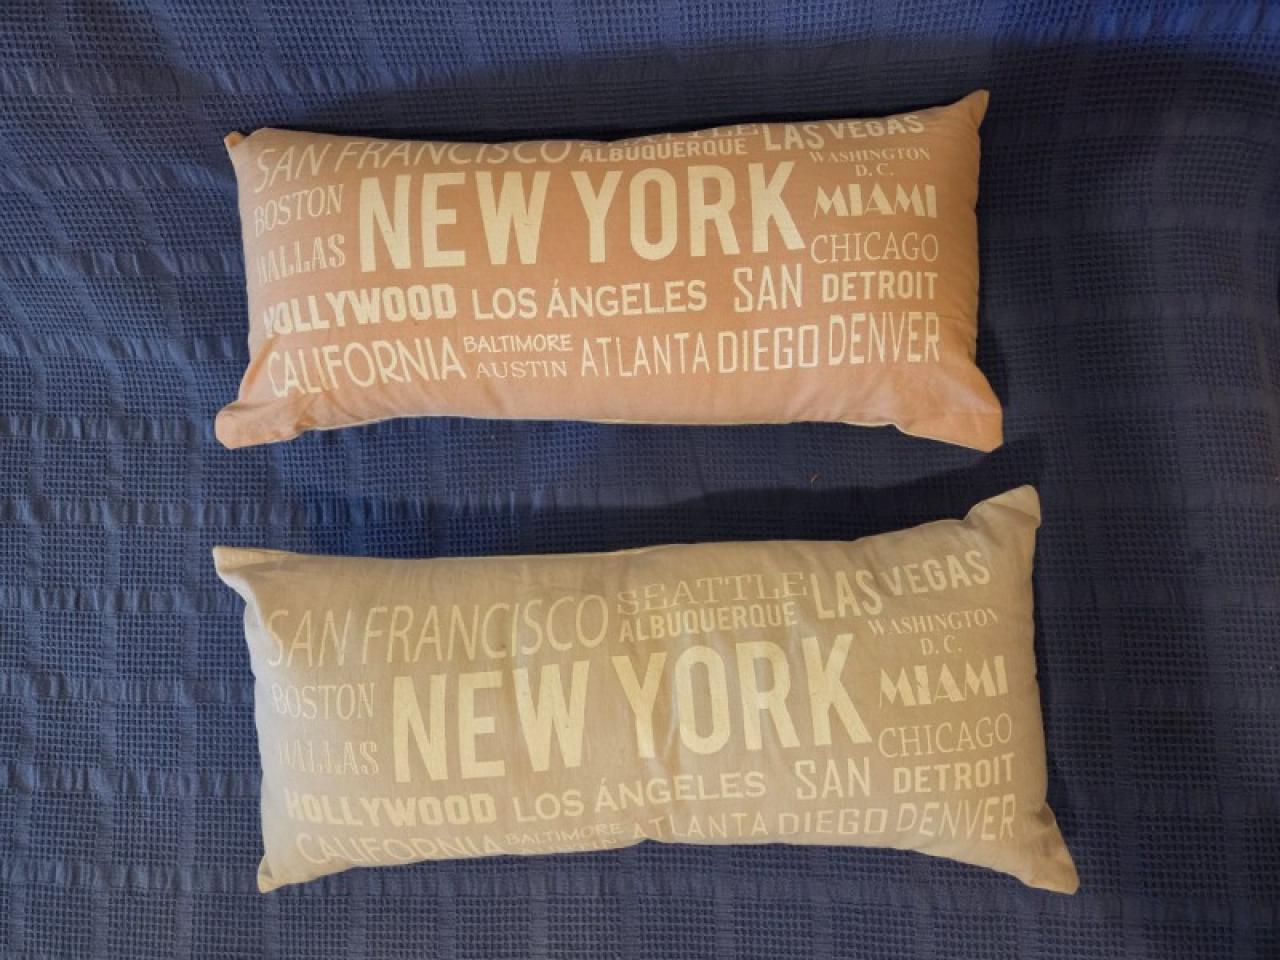 SAN FRANCISCO SEATTLE LAS VEGAS
ALBUQUERQUE WASHINGTON
D. C.
BOSTON NEW YORK MIAMI
DALLAS CHICAGO
HOLLYWOOD LOS ÁNGELES SAN DETROIT
CALIFORNIA BALTIMORE ATLANTA DIEGO DENVER
AUSTIN
SAN FRANCISCO SEATTLE LAS VEGAS
ALBUQUERQUE WASHINGTON
D. C.
BOSTON NEW YORK MIAMI
DALLAS CHICAGO
HOLLYWOOD LOS ÁNGELES SAN DETROIT
CALIFORNIA BALTIMORE ATLANTA DIEGO DENVER